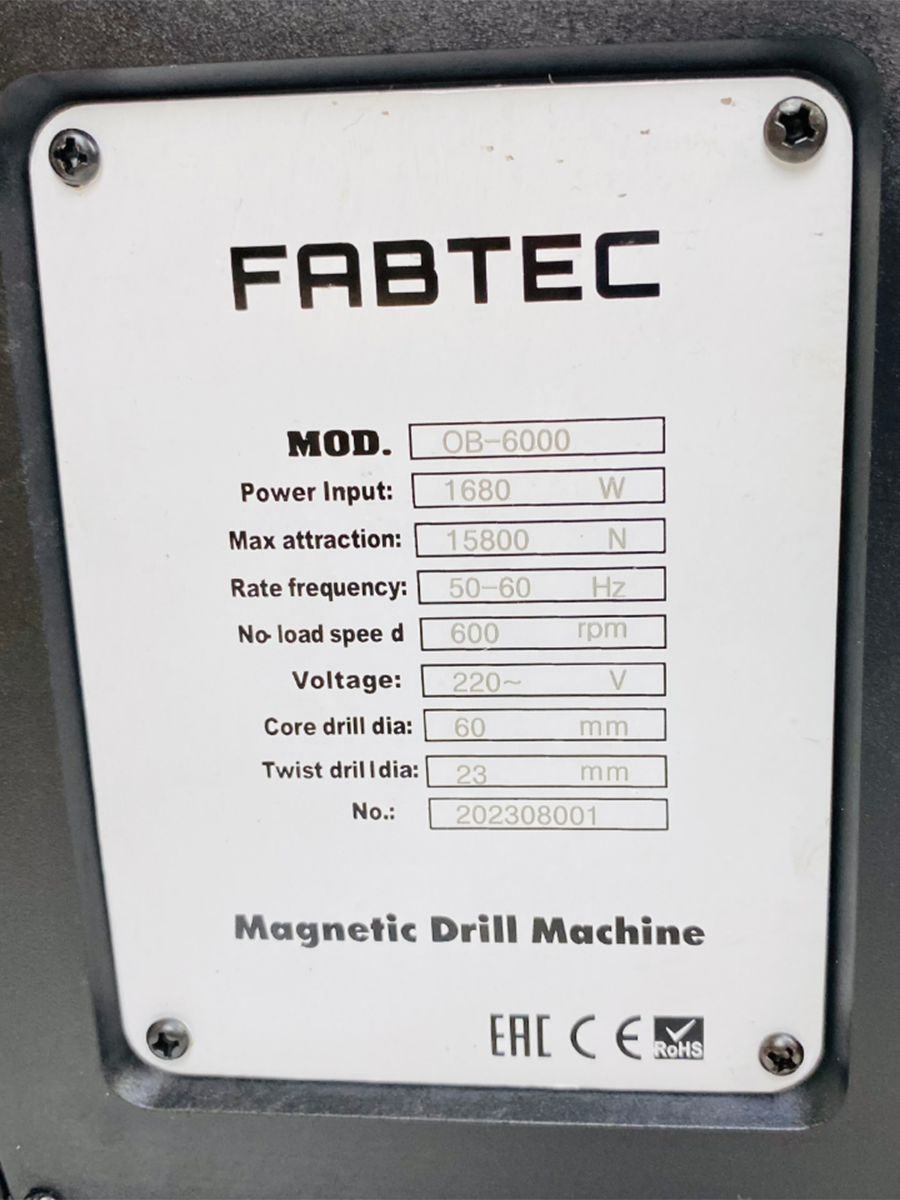 FABTEC
MOD. OB-6000
Power Input: 1680 W
Max attraction: 15800 N
Rate frequency: 50-60 Hz
No-load spee d 600 rpm
Voltage: 220~ V
Core drill dia: 60 mm
Twist drill dia: 23 mm
No.: 202308001
Magnetic Drill Machine
EAC CE RoHS